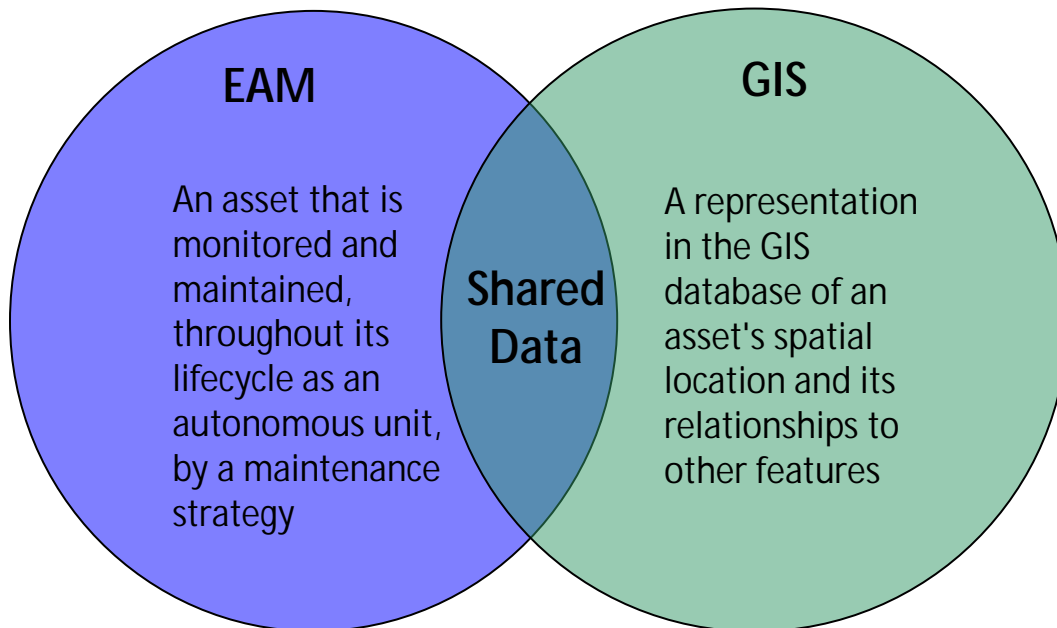 EAM
An asset that is
monitored and
maintained,
throughout its
lifecycle as an
autonomous unit,
by a maintenance
strategy
Shared
Data
GIS
A representation
in the GIS
database of an
asset's spatial
location and its
relationships to
other features